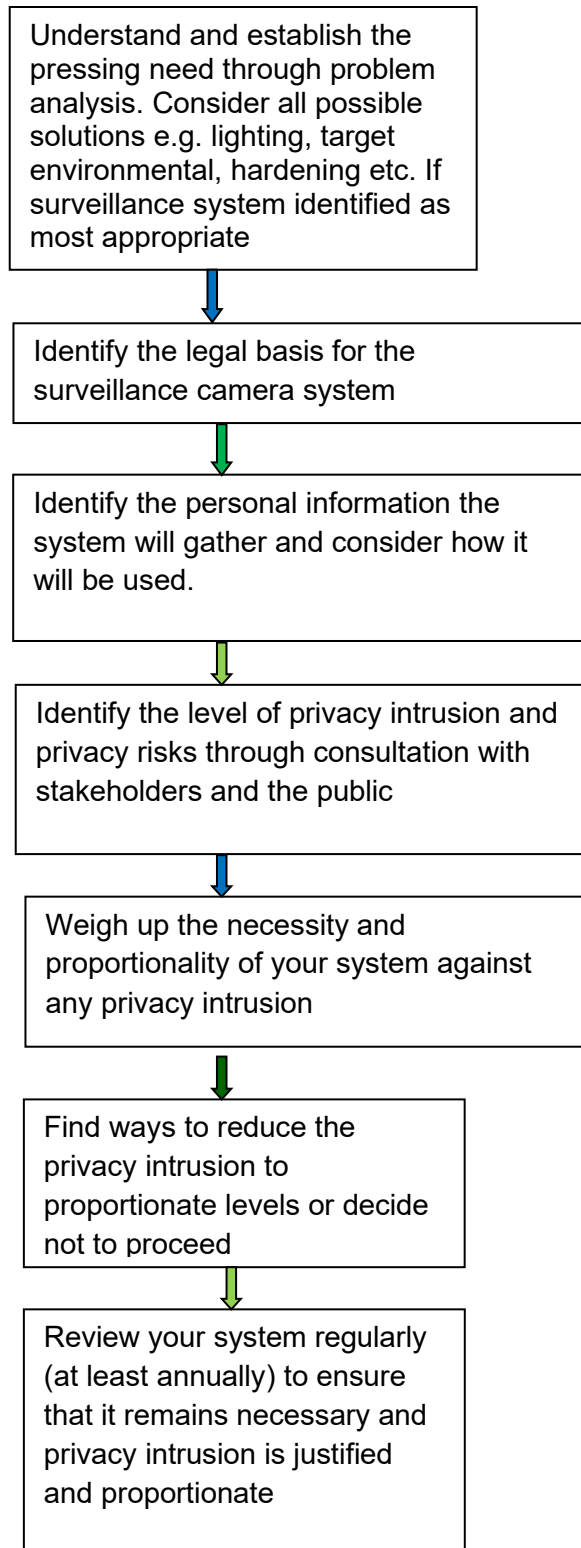 Understand and establish the
pressing need through problem
analysis. Consider all possible
solutions e.g. lighting, target
environmental, hardening etc. If
surveillance system identified as
most appropriate
Identify the legal basis for the
surveillance camera system
Identify the personal information the
system will gather and consider how it
will be used.
Identify the level of privacy intrusion and
privacy risks through consultation with
stakeholders and the public
Weigh up the necessity and
proportionality of your system against
any privacy intrusion
Find ways to reduce the
privacy intrusion to
proportionate levels or decide
not to proceed
Review your system regularly
(at least annually) to ensure
that it remains necessary and
privacy intrusion is justified
and proportionate